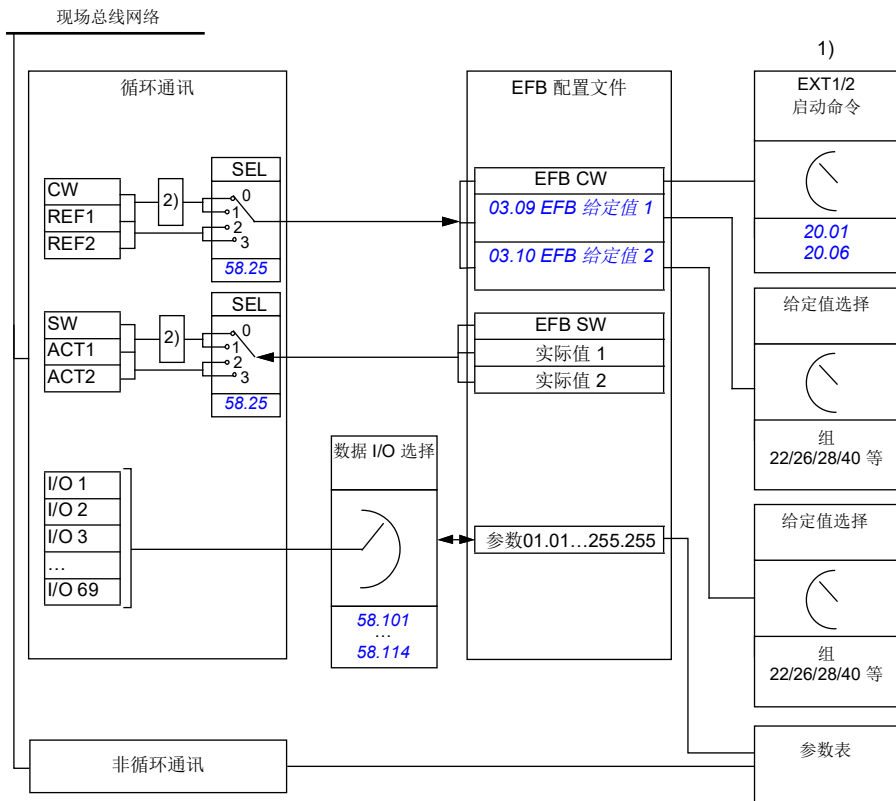 现场总线网络
循环通讯
CW
REF1
REF2
2)
SEL
0
1
2
3
58.25
SW
ACT1
ACT2
2)
SEL
0
1
2
3
58.25
I/O 1
I/O 2
I/O 3
...
I/O 69
数据 I/O 选择
58.101
...
58.114
EFB 配置文件
EFB CW
03.09 EFB 给定值 1
03.10 EFB 给定值 2
EFB SW
实际值 1
实际值 2
参数01.01…255.255
1)
EXT1/2
启动命令
20.01
20.06
给定值选择
组
22/26/28/40 等
给定值选择
组
22/26/28/40 等
非循环通讯
参数表